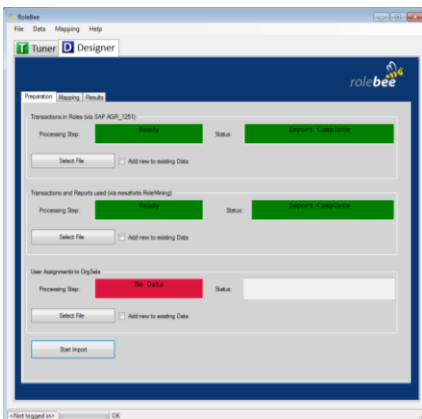 RoleBee
File Data Mapping Help
T Tuner D Designer
rolebee
Preparation Mapping Results
Transactions in Roles (via SAP AGR_1251)
Processing Step: Ready Status: Import Complete
Select File Add new to existing Data
Transactions and Reports used (via mesaforte RoleMining)
Processing Step: Ready Status: Import Complete
Select File Add new to existing Data
User Assignments to OrgSets
Processing Step: No Data Status:
Select File Add new to existing Data
Start Import
<Not logged in> OK